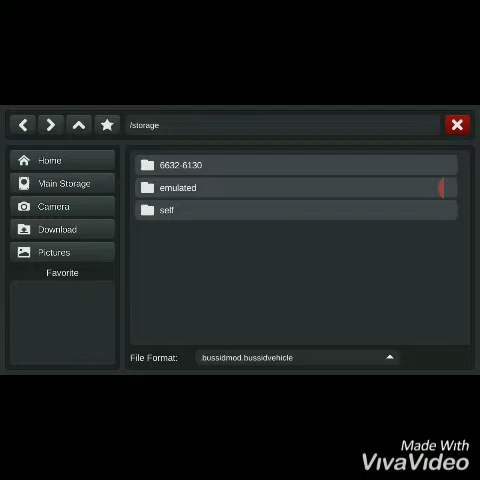 /storage
Home
Main Storage
Camera
Download
Pictures
Favorite
6632-6130
emulated
self
File Format:
.bussidmod.bussidvehicle
Made With
VivaVideo